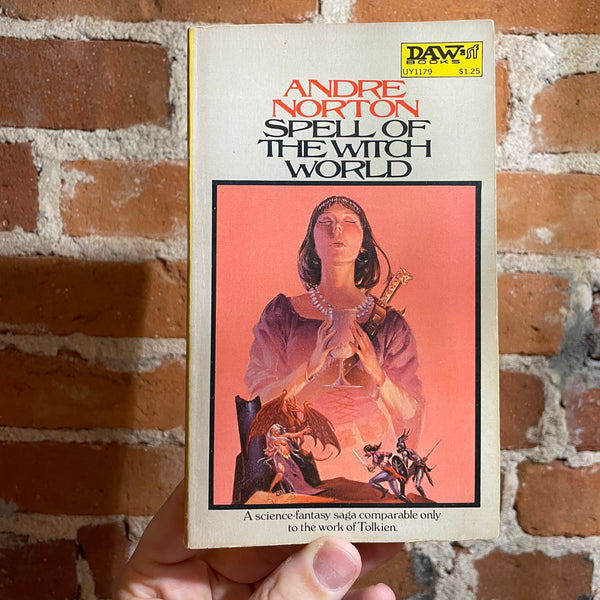 DAW sf
BOOKS
UY1179 $1.25
ANDRE
NORTON
SPELL OF
THE WITCH
WORLD
A science-fantasy saga comparable only
to the work of Tolkien.